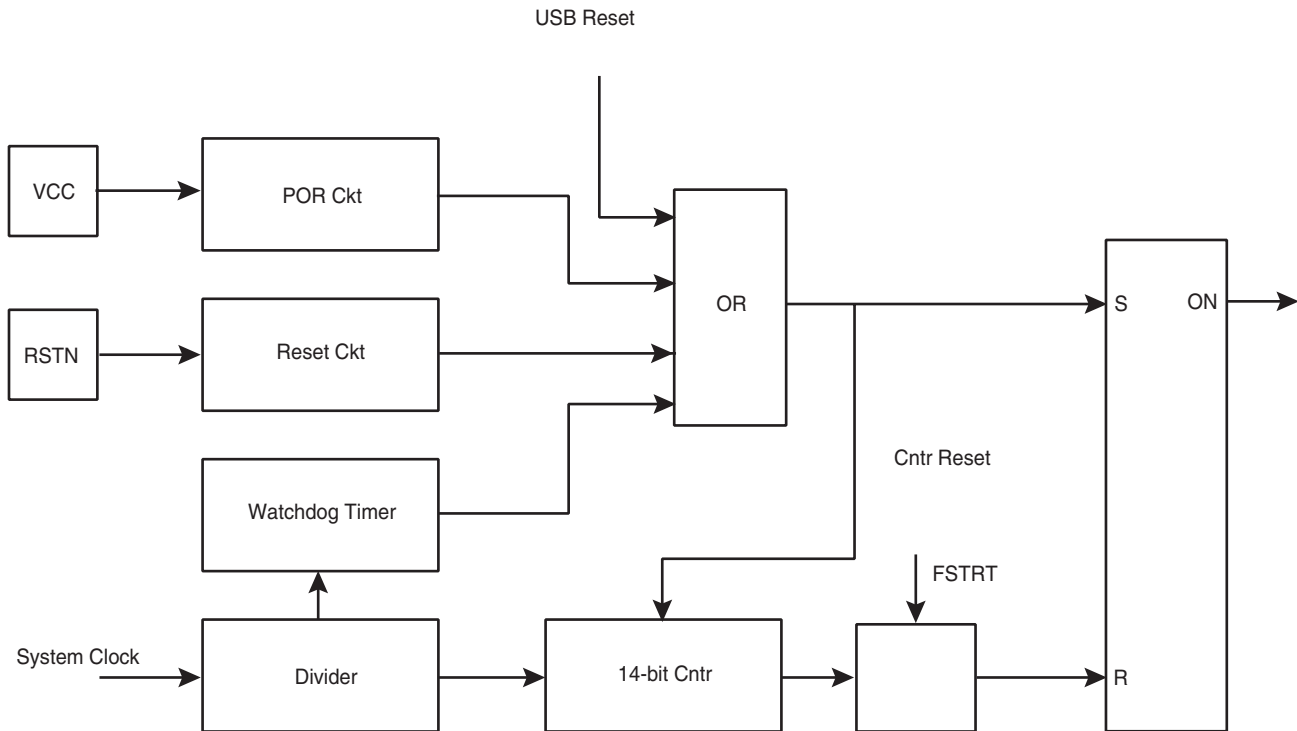 USB Reset
VCC
POR Ckt
OR
S
ON
RSTN
Reset Ckt
Cntr Reset
Watchdog Timer
FSTRT
System Clock
Divider
14-bit Cntr
R